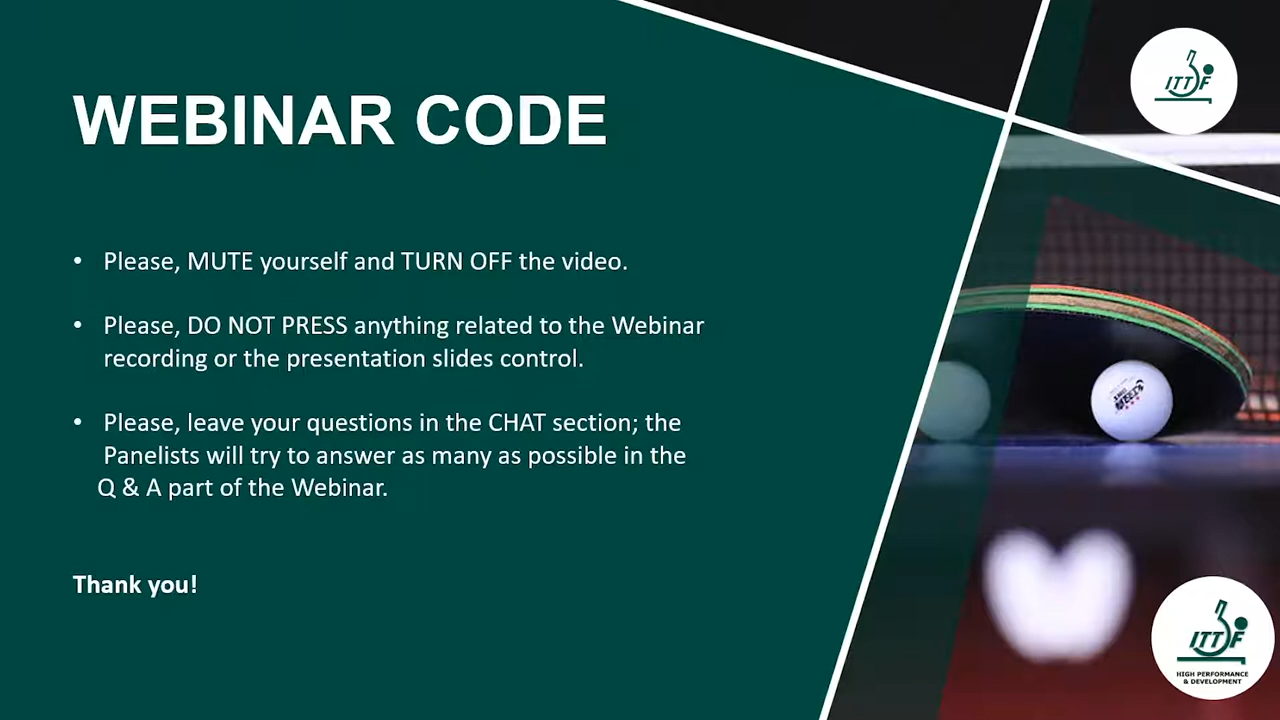 ITTF
WEBINAR CODE
• Please, MUTE yourself and TURN OFF the video.
• Please, DO NOT PRESS anything related to the Webinar
recording or the presentation slides control.
• Please, leave your questions in the CHAT section; the
Panelists will try to answer as many as possible in the
Q & A part of the Webinar.
Thank you!
ITTF
HIGH PERFORMANCE
& DEVELOPMENT